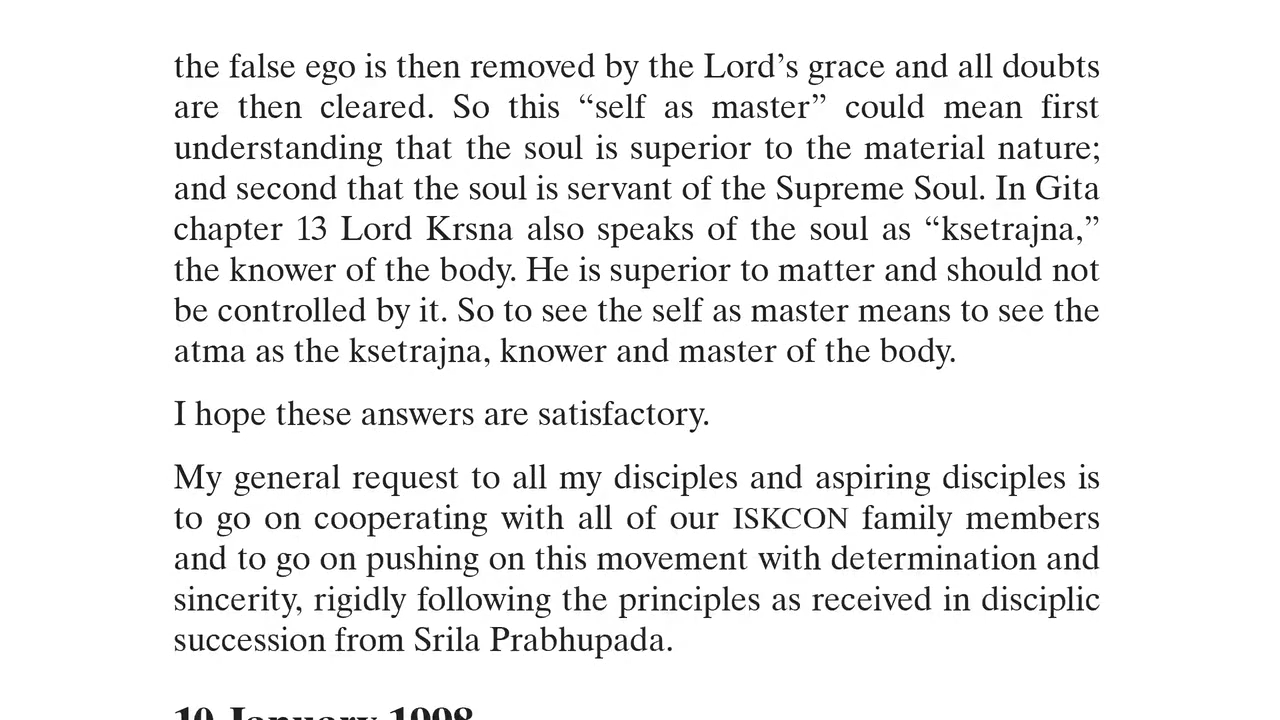 the false ego is then removed by the Lord’s grace and all doubts
are then cleared. So this “self as master” could mean first
understanding that the soul is superior to the material nature;
and second that the soul is servant of the Supreme Soul. In Gita
chapter 13 Lord Krsna also speaks of the soul as “ksetrajna,”
the knower of the body. He is superior to matter and should not
be controlled by it. So to see the self as master means to see the
atma as the ksetrajna, knower and master of the body.
I hope these answers are satisfactory.
My general request to all my disciples and aspiring disciples is
to go on cooperating with all of our ISKCON family members
and to go on pushing on this movement with determination and
sincerity, rigidly following the principles as received in disciplic
succession from Srila Prabhupada.
January